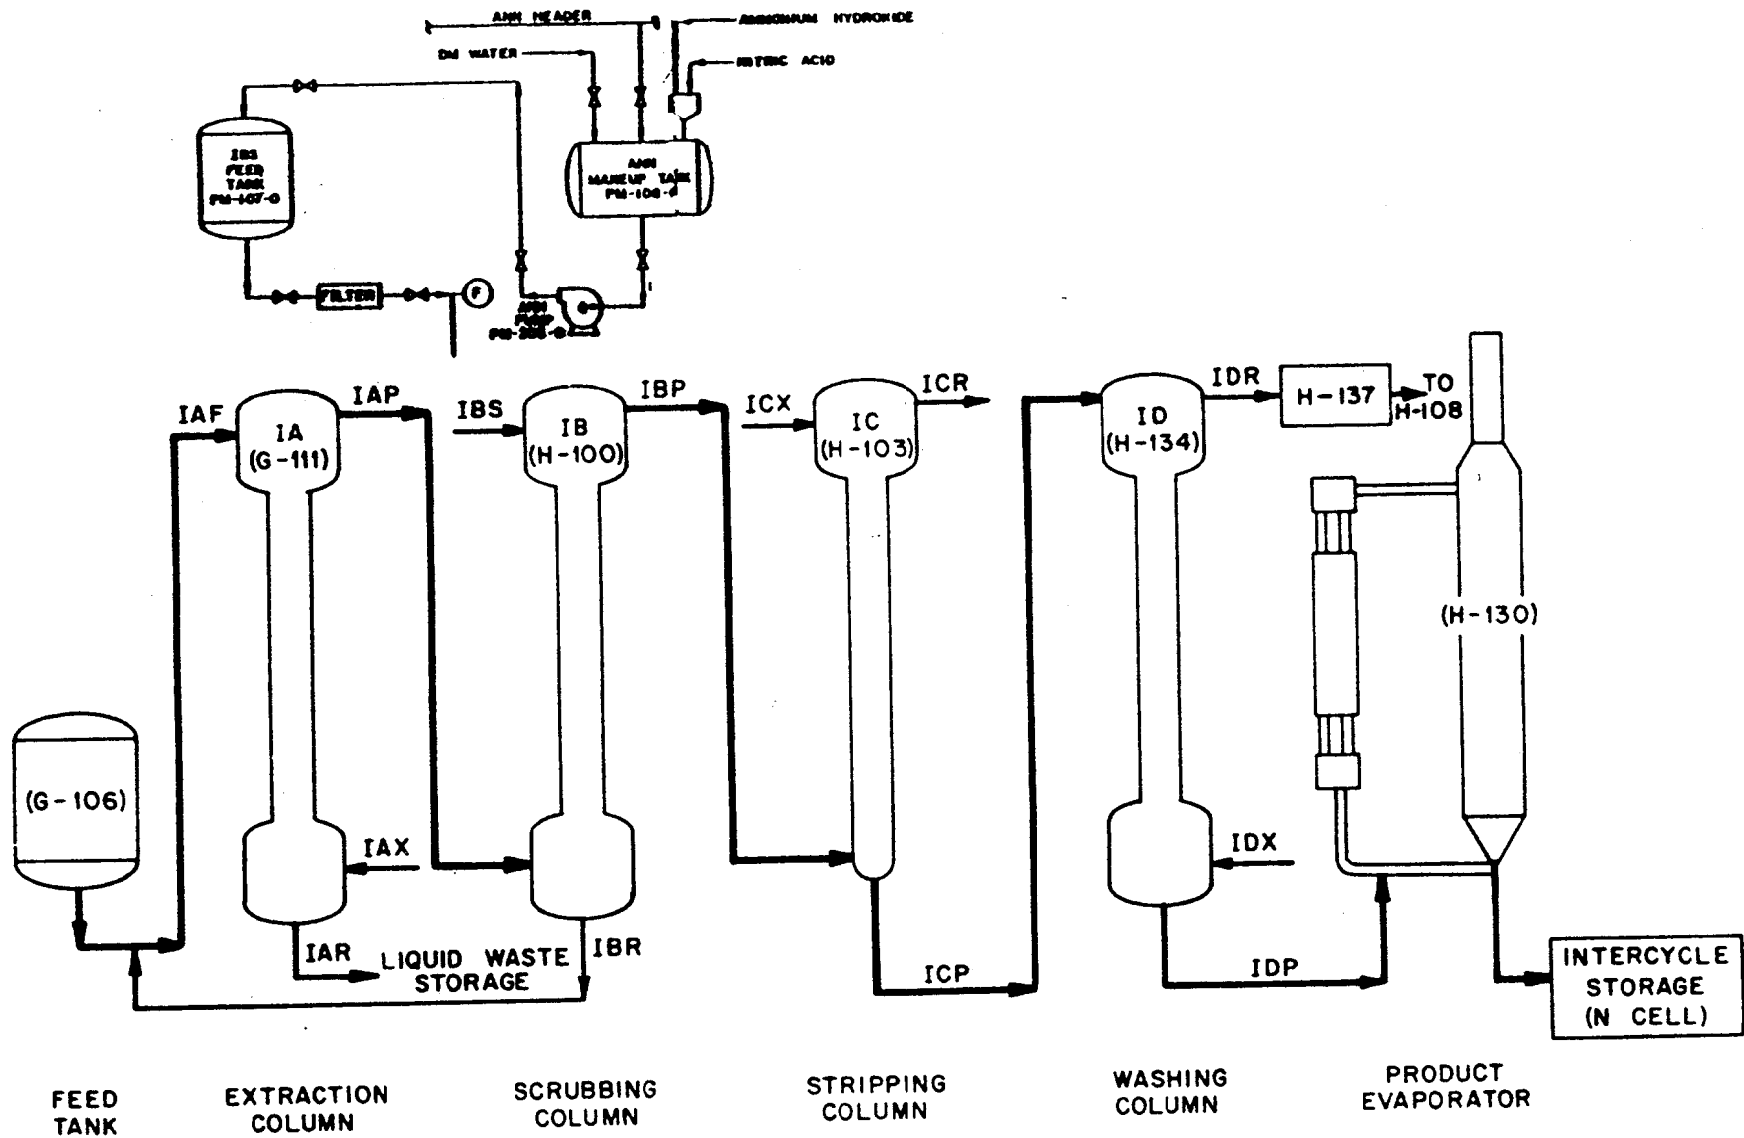 ANN HEADER
AMMONIUM HYDROXIDE
DM WATER
NITRIC ACID
IBS
FEED
TANK
PM-107-0
ANN
MAKEUP TANK
FILTER
F
ANN
PUMP
IAF
IAP
IBS
IBP
ICX
ICR
IDR
H-137
TO
H-108
IA
(G-111)
IB
(H-100)
IC
(H-103)
ID
(H-134)
(H-130)
(G-106)
IAX
IDX
IAR
LIQUID WASTE
STORAGE
IBR
ICP
IDP
INTERCYCLE
STORAGE
(N CELL)
FEED
TANK
EXTRACTION
COLUMN
SCRUBBING
COLUMN
STRIPPING
COLUMN
WASHING
COLUMN
PRODUCT
EVAPORATOR